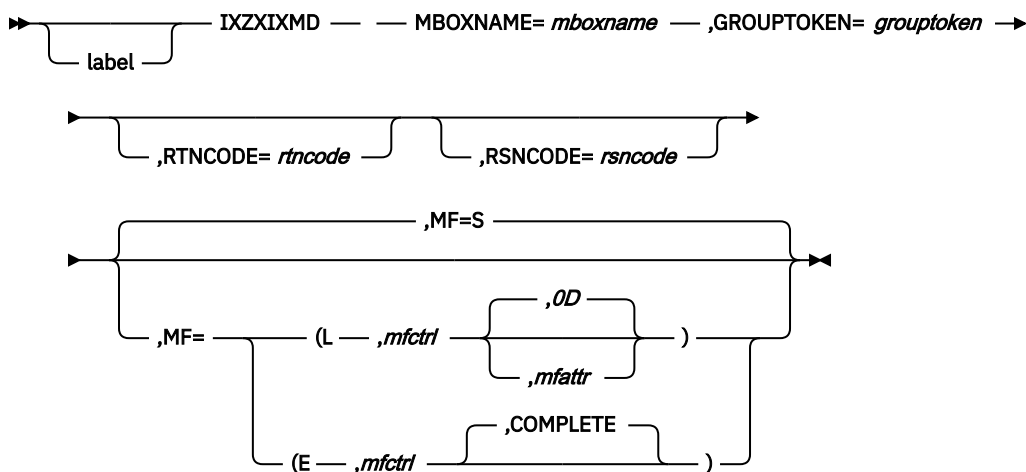 IXZXIXMD MBOXNAME= mboxname ,GROUPTOKEN= grouptoken
label
,RTNCODE= rtncode ,RSNCODE= rsncode
,MF=S
,0D
,MF= (L ,mfctrl )
,mfattr
,COMPLETE
(E ,mfctrl )